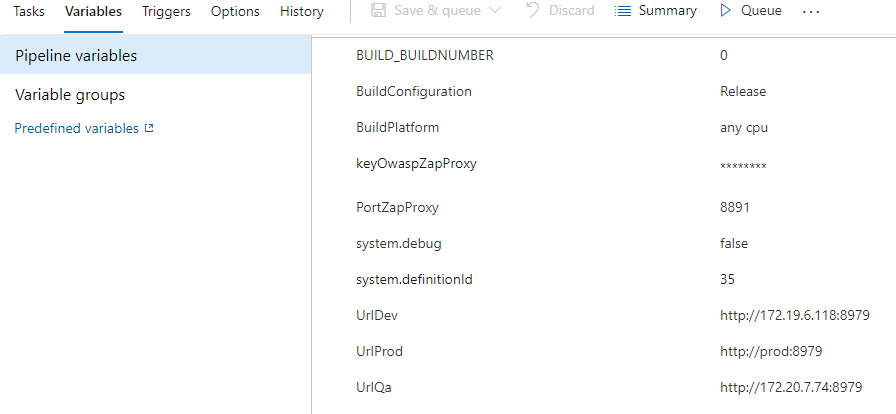 Tasks Variables Triggers Options History Save & queue Discard Summary Queue ...
Pipeline variables
Variable groups
Predefined variables
BUILD_BUILDNUMBER 0
BuildConfiguration Release
BuildPlatform any cpu
keyOwaspZapProxy ********
PortZapProxy 8891
system.debug false
system.definitionId 35
UrlDev http://172.19.6.118:8979
UrlProd http://prod:8979
UrlQa http://172.20.7.74:8979